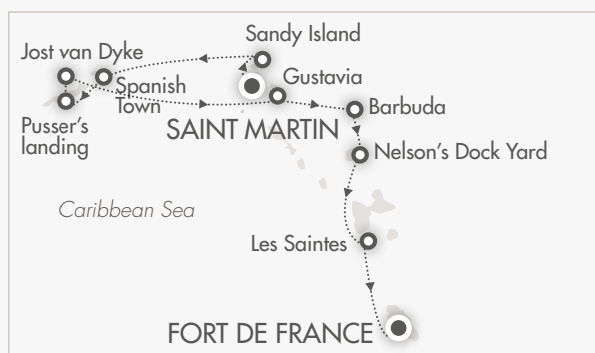 Sandy Island
Jost van Dyke
Gustavia
Spanish
Town
Barbuda
Pusser's
landing
SAINT MARTIN
Nelson's Dock Yard
Caribbean Sea
Les Saintes
FORT DE FRANCE